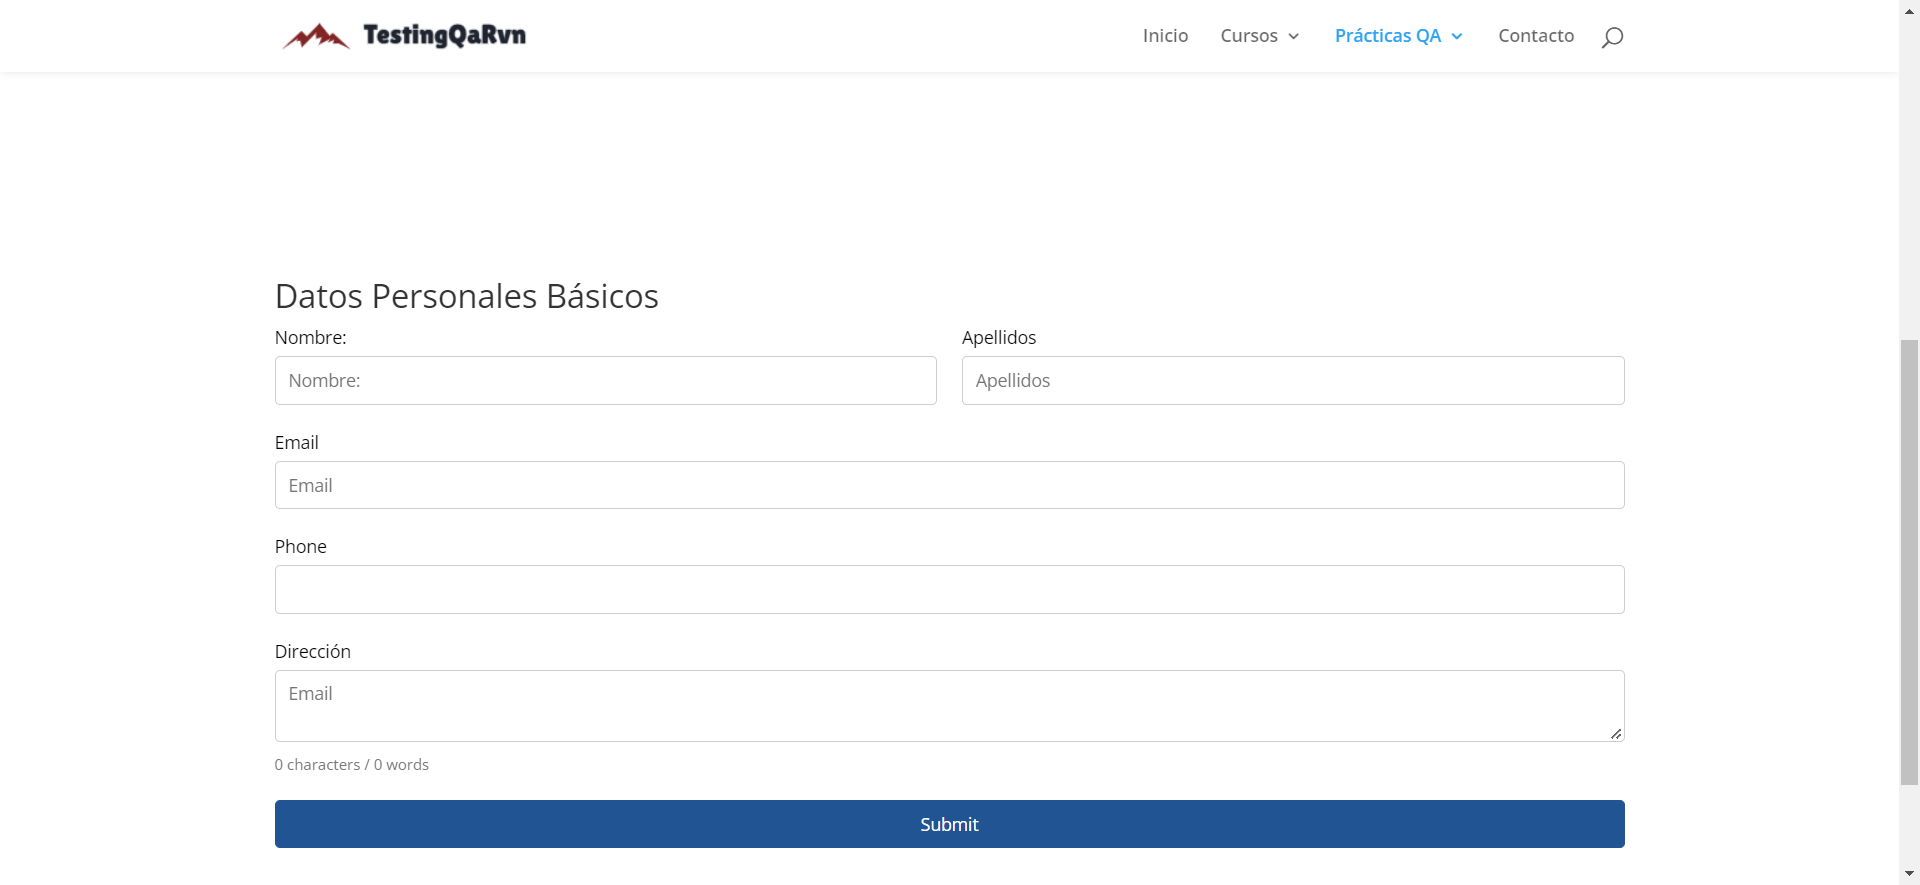 TestingQaRvn
Inicio
Cursos
Prácticas QA
Contacto
Datos Personales Básicos
Nombre:
Apellidos
Nombre:
Apellidos
Email
Email
Phone
Dirección
Email
0 characters / 0 words
Submit